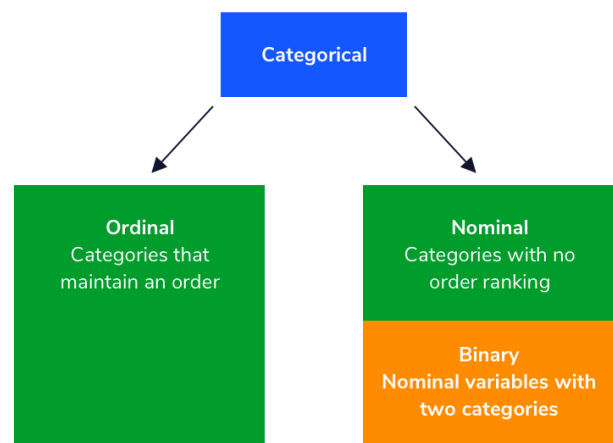 Categorical
Ordinal
Categories that
maintain an order
Nominal
Categories with no
order ranking
Binary
Nominal variables with
two categories